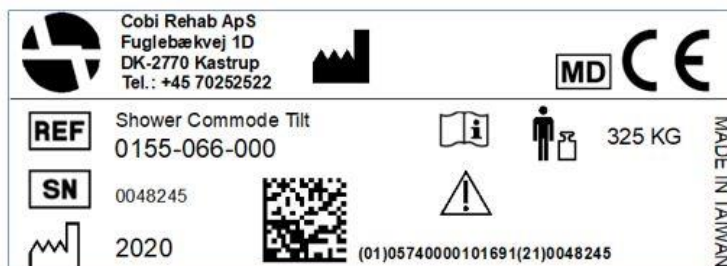 Cobi Rehab ApS
Fuglebækvej 1D
DK-2770 Kastrup
Tel.: +45 70252522
MD CE
REF Shower Commode Tilt
0155-066-000
325 KG
SN 0048245
2020
(01)05740000101691(21)0048245
MADE IN TAIWAN